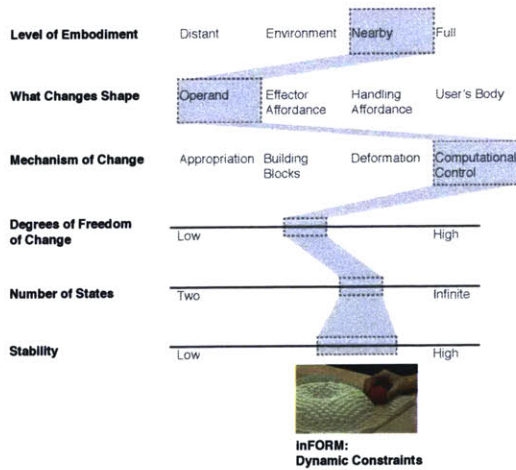 Level of Embodiment Distant Environment Nearby Full
What Changes Shape Operand Effector Affordance Handling Affordance User's Body
Mechanism of Change Appropriation Building Blocks Deformation Computational Control
Degrees of Freedom of Change
Low High
Number of States
Two Infinite
Stability
Low High
inFORM:
Dynamic Constraints